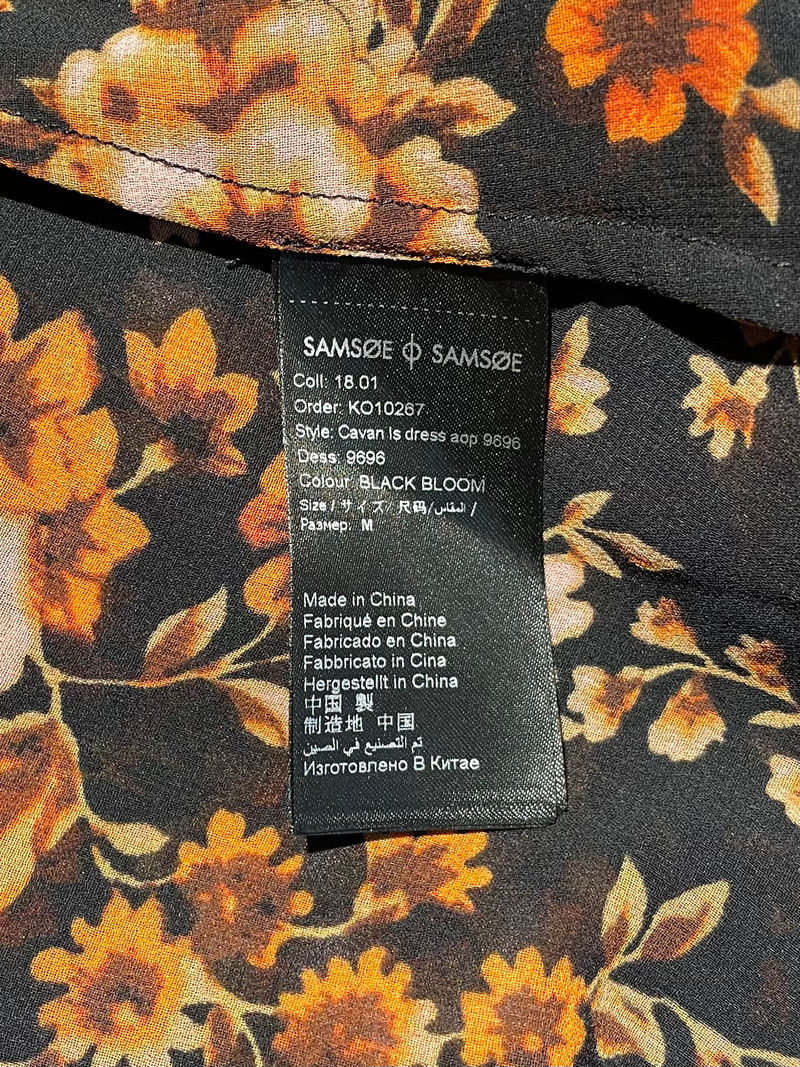 SAMSØE ɸ SAMSØE
Coll: 18.01
Order: KO10267
Style: Cavan ls dress aop 9696
Dess: 9696
Colour: BLACK BLOOM
Size / サイズ/ 尺码/المقاس /
Размер: M
Made in China
Fabriqué en Chine
Fabricado en China
Fabbricato in Cina
Hergestellt in China
中国 製
制造地 中国
تم التصنيع في الصين
Изготовлено В Китае